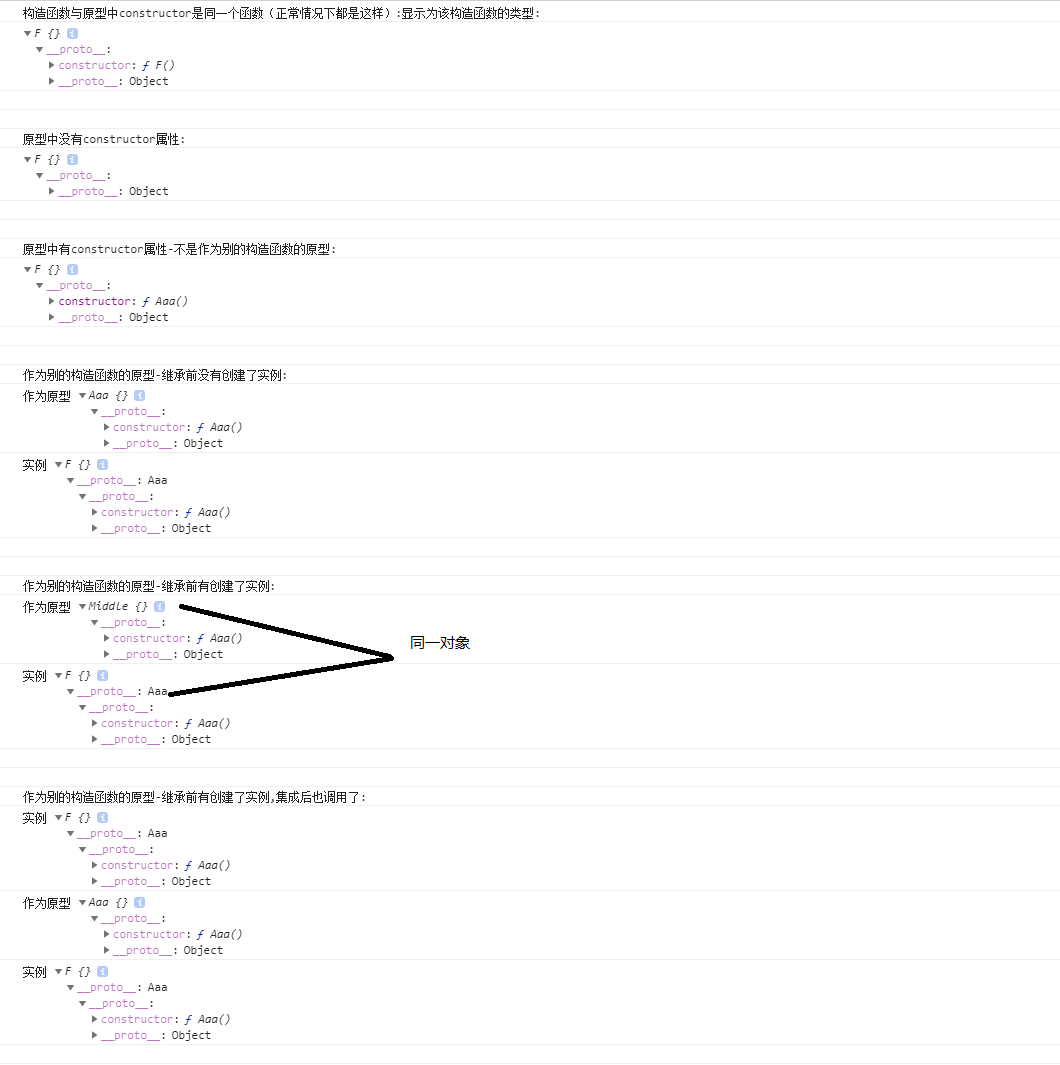 构造函数与原型中constructor是同一个函数（正常情况下都是这样）:显示为该构造函数的类型:
▼F {} i
▼__proto__:
▶constructor: ƒ F()
▶__proto__: Object
原型中没有constructor属性:
▼F {} i
▼__proto__:
▶__proto__: Object
原型中有constructor属性-不是作为别的构造函数的原型:
▼F {} i
▼__proto__:
▶constructor: ƒ Aaa()
▶__proto__: Object
作为别的构造函数的原型-继承前没有创建了实例:
作为原型 ▼Aaa {} i
▼__proto__:
▶constructor: ƒ Aaa()
▶__proto__: Object
实例 ▼F {} i
▼__proto__: Aaa
▼__proto__:
▶constructor: ƒ Aaa()
▶__proto__: Object
作为别的构造函数的原型-继承前有创建了实例:
作为原型 ▼Middle {} i
▼__proto__:
▶constructor: ƒ Aaa()
同一对象
▶__proto__: Object
实例 ▼F {} i
▼__proto__: Aaa
▼__proto__:
▶constructor: ƒ Aaa()
▶__proto__: Object
作为别的构造函数的原型-继承前有创建了实例,集成后也调用了:
实例 ▼F {} i
▼__proto__: Aaa
▼__proto__:
▶constructor: ƒ Aaa()
▶__proto__: Object
作为原型 ▼Aaa {} i
▼__proto__:
▶constructor: ƒ Aaa()
▶__proto__: Object
实例 ▼F {} i
▼__proto__: Aaa
▼__proto__:
▶constructor: ƒ Aaa()
▶__proto__: Object